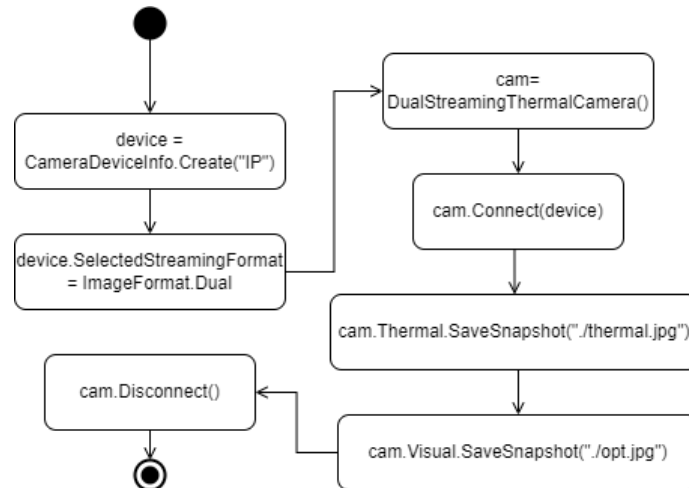 device =
CameraDeviceInfo.Create("IP")
device.SelectedStreamingFormat
= ImageFormat.Dual
cam=
DualStreamingThermalCamera()
cam.Connect(device)
cam.Thermal.SaveSnapshot("./thermal.jpg")
cam.Visual.SaveSnapshot("./opt.jpg")
cam.Disconnect()